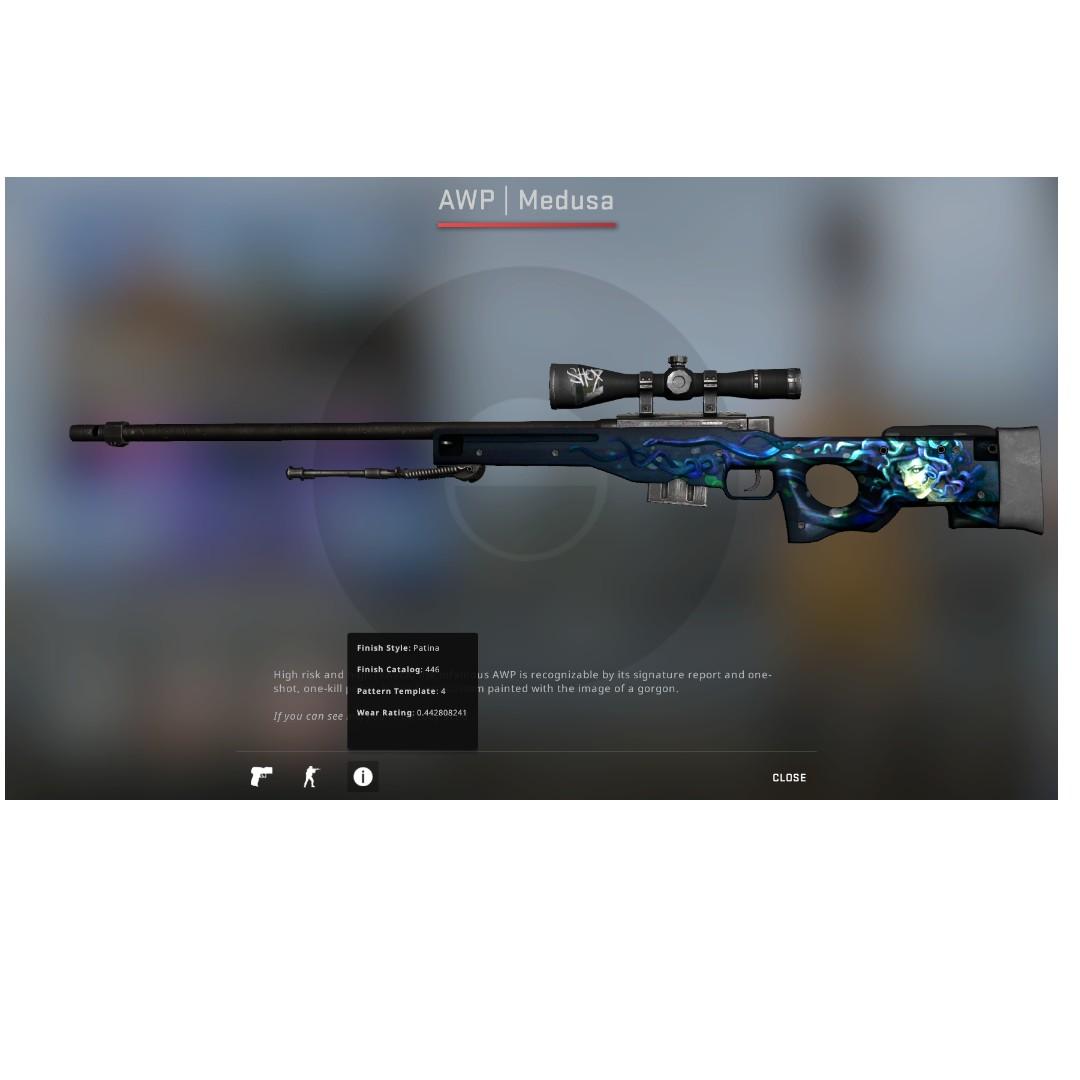 AWP | Medusa
SHOX
Finish Style: Patina
Finish Catalog: 446
Pattern Template: 4
Wear Rating: 0.442808241
High risk and us AWP is recognizable by its signature report and one-
shot, one-kill painted with the image of a gorgon.
If you can see
CLOSE